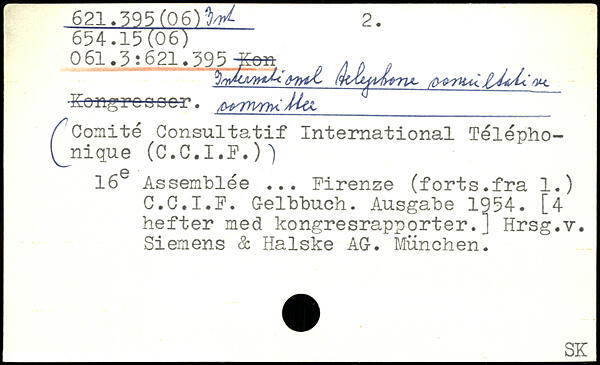 621.395(06) Int 2.
654.15(06)
061.3:621.395 Kon
International telephone consultative
Kongresser. committee
(Comité Consultatif International Télépho-
nique (C.C.I.F.))
16e Assemblée ... Firenze (forts.fra 1.)
C.C.I.F. Gelbbuch. Ausgabe 1954. [4
hefter med kongresrapporter.] Hrsg.v.
Siemens & Halske AG. München.
SK